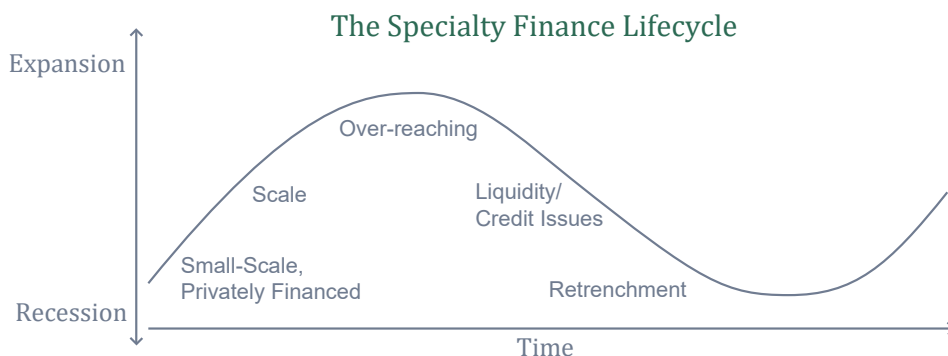 The Specialty Finance Lifecycle
Expansion
Over-reaching
Scale
Liquidity/
Credit Issues
Small-Scale,
Privately Financed
Retrenchment
Recession
Time